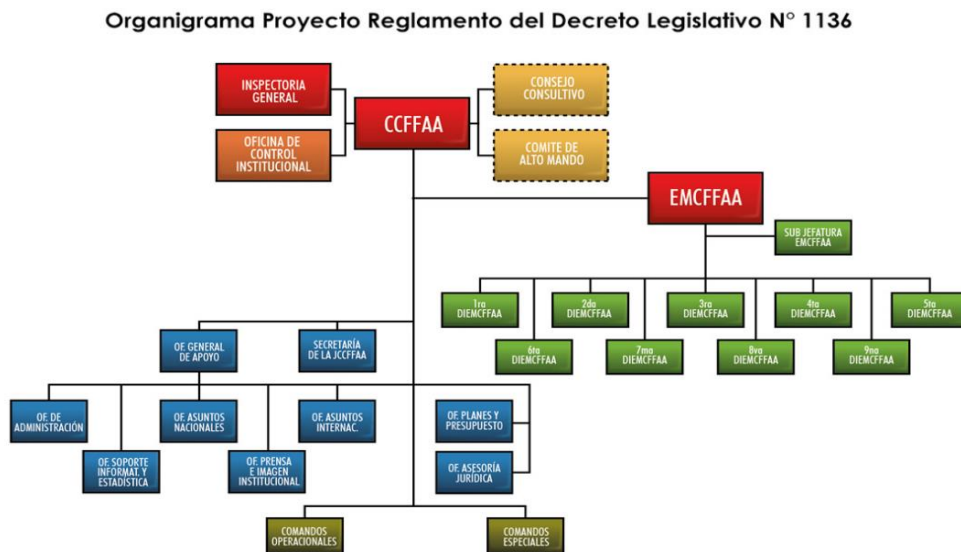 Organigrama Proyecto Reglamento del Decreto Legislativo N° 1136
INSPECTORIA
GENERAL
CCFFAA
CONSEJO
CONSULTIVO
OFICINA DE
CONTROL
INSTITUCIONAL
COMITE DE
ALTO MANDO
EMCFFAA
SUB JEFATURA
EMCFFAA
1ra
DIEMCFFAA
2da
DIEMCFFAA
3ra
DIEMCFFAA
4ta
DIEMCFFAA
5ta
DIEMCFFAA
6ta
DIEMCFFAA
7ma
DIEMCFFAA
8va
DIEMCFFAA
9na
DIEMCFFAA
OF. GENERAL
DE APOYO
SECRETARÍA
DE LA JCCFFAA
OF. DE
ADMINISTRACIÓN
OF. ASUNTOS
NACIONALES
OF. ASUNTOS
INTERNAC.
OF. PLANES Y
PRESUPUESTO
OF. SOPORTE
INFORMAT. Y
ESTADÍSTICA
OF. PRENSA
E IMAGEN
INSTITUCIONAL
OF. ASESORÍA
JURÍDICA
COMANDOS
OPERACIONALES
COMANDOS
ESPECIALES